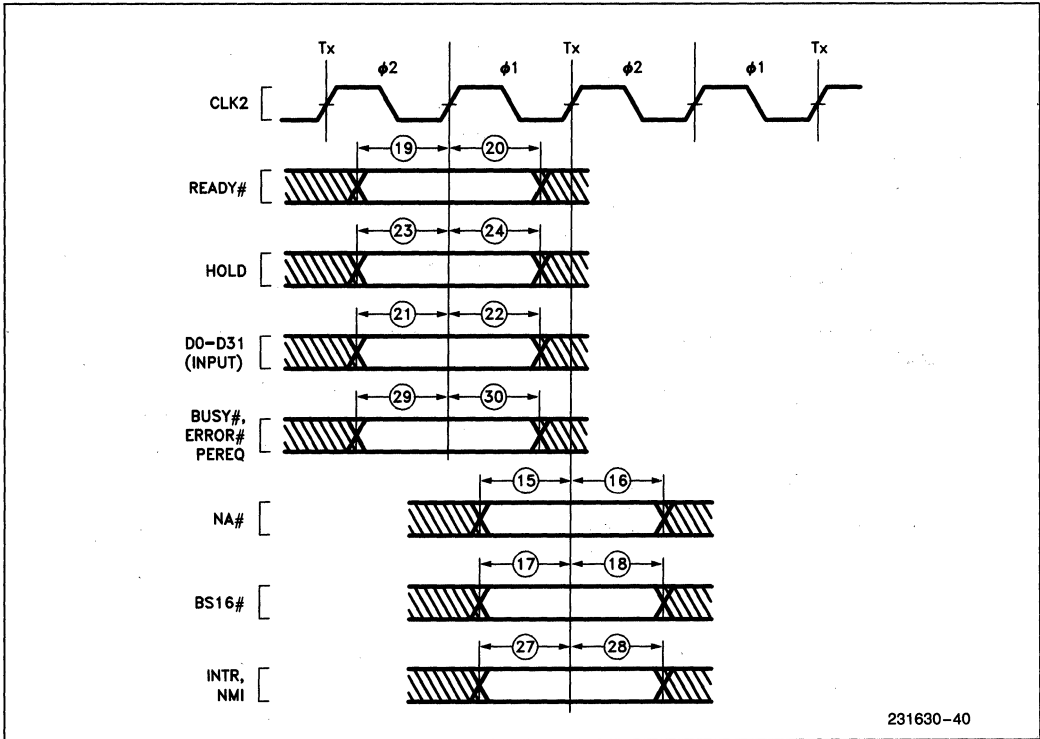 Tx Tx Tx
φ2 φ1 φ2 φ1
CLK2
19 20
READY#
23 24
HOLD
21 22
D0–D31
(INPUT)
29 30
BUSY#,
ERROR#
PEREQ
15 16
NA#
17 18
BS16#
27 28
INTR,
NMI
231630-40